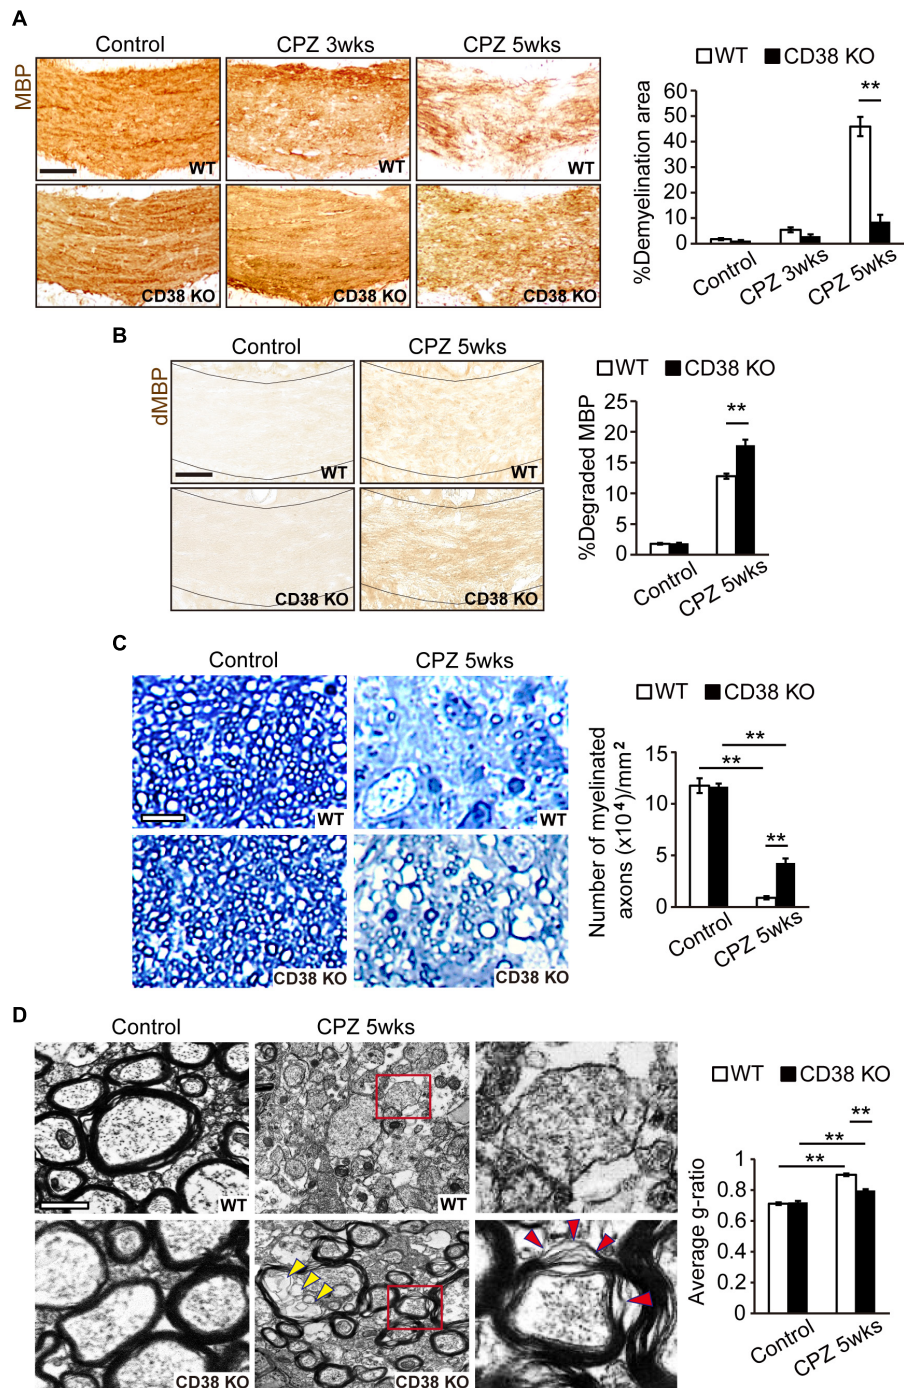 A
Control
CPZ 3wks
CPZ 5wks
MBP
WT
WT
WT
CD38 KO
CD38 KO
CD38 KO
WT CD38 KO
%Demyelination area
60
50
40
30
20
10
0
**
Control
CPZ 3wks
CPZ 5wks
B
Control
CPZ 5wks
dMBP
WT
WT
CD38 KO
CD38 KO
WT CD38 KO
%Degraded MBP
25
20
15
10
5
0
**
Control
CPZ 5wks
C
Control
CPZ 5wks
WT
WT
CD38 KO
CD38 KO
WT CD38 KO
Number of myelinated
axons (x10⁴)/mm²
15
10
5
0
**
**
**
Control
CPZ 5wks
D
Control
CPZ 5wks
WT
WT
CD38 KO
CD38 KO
WT CD38 KO
Average g-ratio
1
0.8
0.6
0.4
0.2
0
**
**
**
Control
CPZ 5wks